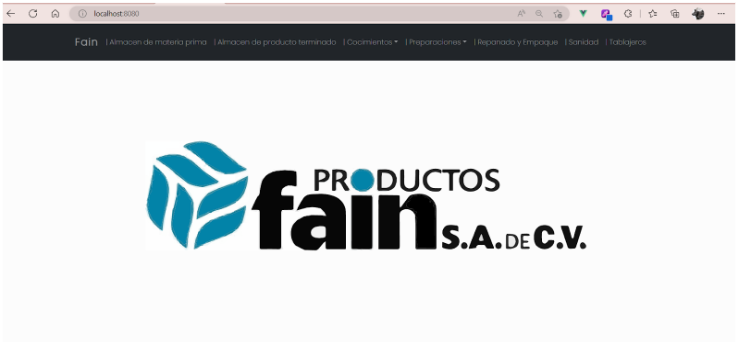 localhost:8080
Fain | Almacen de materia prima | Almacen de producto terminado | Cocimientos | Preparaciones | Repanado y Empaque | Sanidad | Tablajeros
PRODUCTOS
fain S.A. DE C.V.